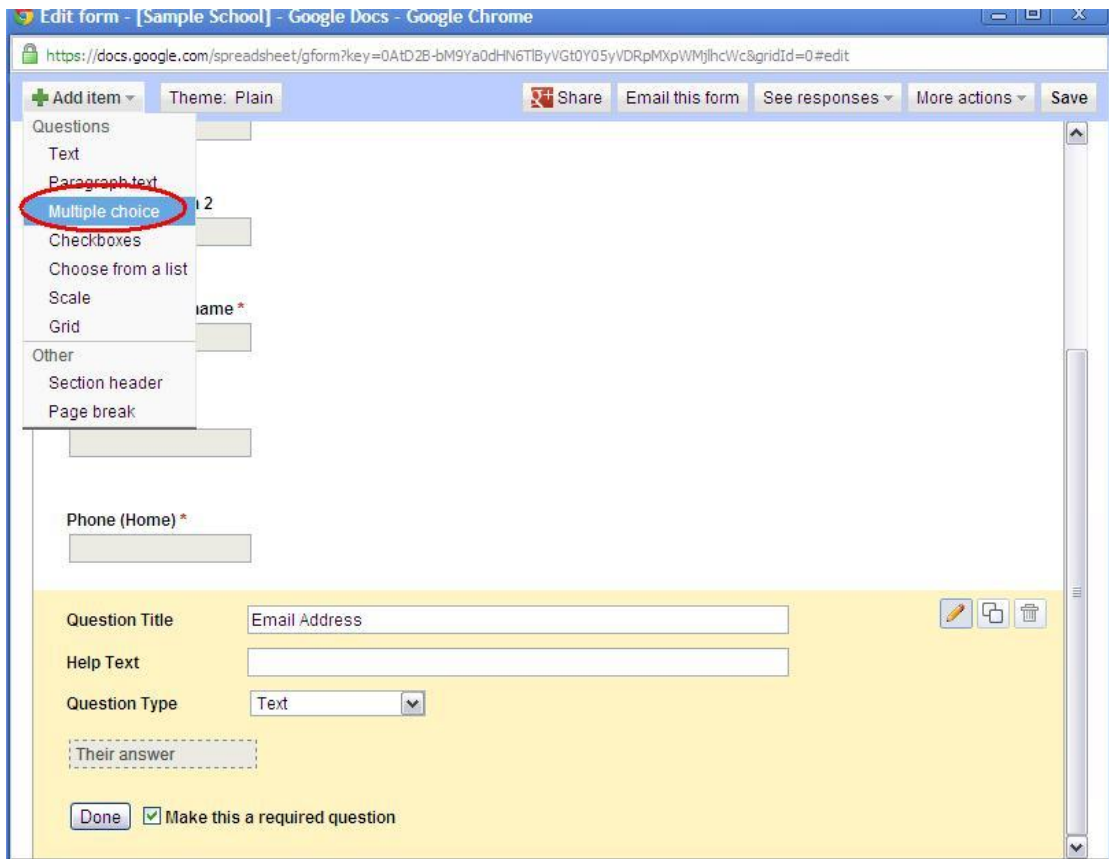 Edit form - [Sample School] - Google Docs - Google Chrome
https://docs.google.com/spreadsheet/gform?key=0AtD2B-bM9Ya0dHN6TlByVGt0Y05yVDRpMXpWMjlhcWc&gridId=0#edit
Add item Theme: Plain Share Email this form See responses More actions Save
Questions
Text
Paragraph text
Multiple choice
2
Checkboxes
Choose from a list
Scale
name *
Grid
Other
Section header
Page break
Phone (Home) *
Question Title Email Address
Help Text
Question Type Text
Their answer
Done Make this a required question